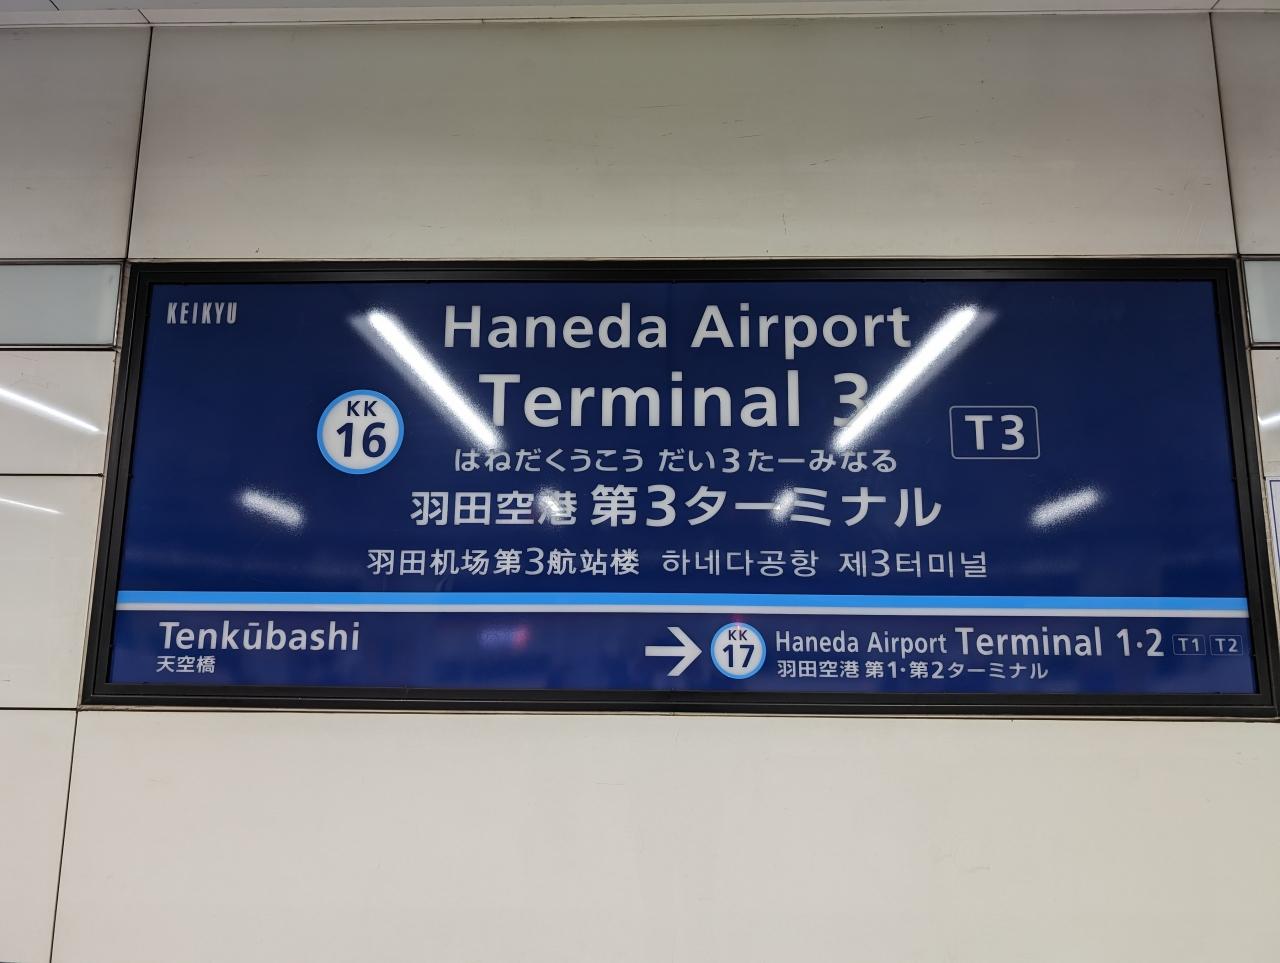 KEIKYU
Haneda Airport
Terminal 3
KK
16
T3
はねだくうこう だい3たーみなる
羽田空港 第3ターミナル
羽田机场第3航站楼 하네다공항 제3터미널
Tenkūbashi
天空橋
→ KK
17
Haneda Airport Terminal 1·2 T1 T2
羽田空港 第1·第2ターミナル